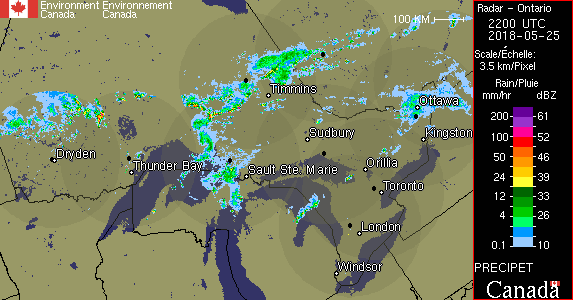 Environment Environnement
Canada Canada
100 KM
Timmins
Ottawa
Sudbury
Kingston
Dryden
Thunder Bay
Sault Ste. Marie
Orillia
Toronto
London
Windsor
Radar - Ontario
2200 UTC
2018-05-25
Scale/Échelle:
3.5 km/Pixel
Rain/Pluie
mm/hr dBZ
200 61
100 52
50 46
24 39
12 33
4 26
0.1 10
PRECIPET
Canada